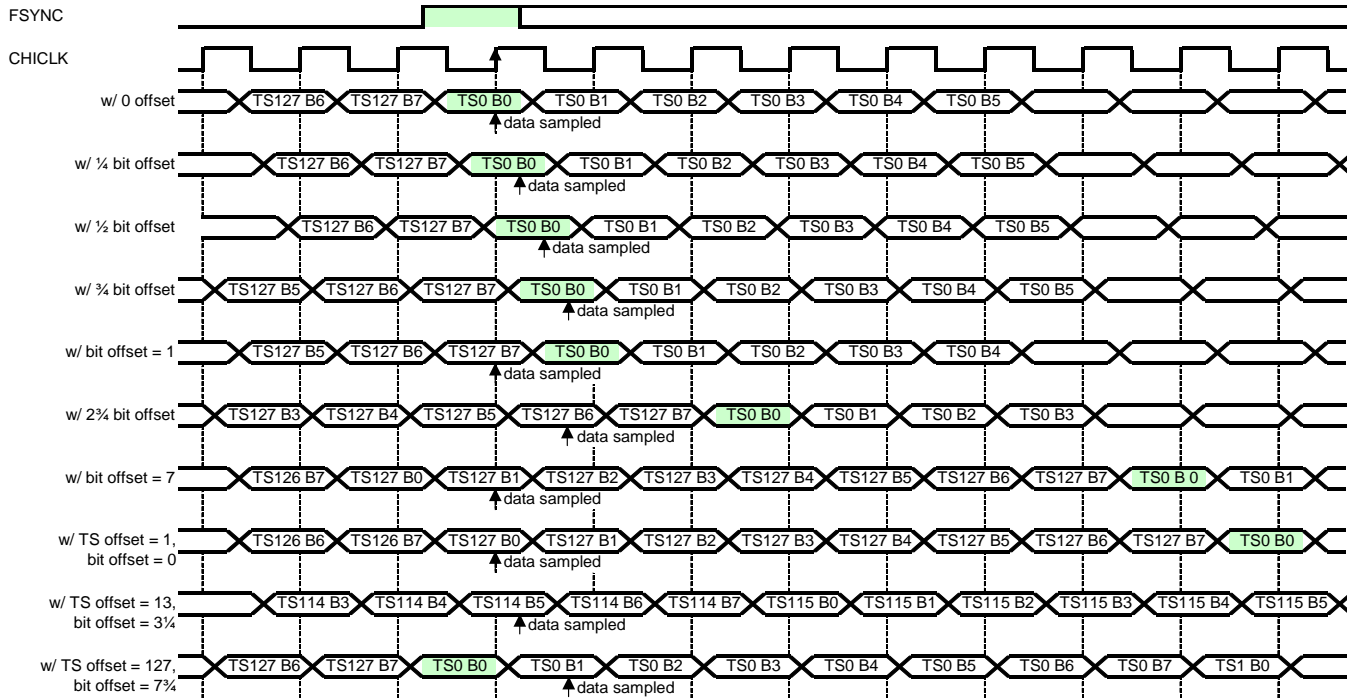 FSYNC
CHICLK
w/ 0 offset TS127 B6 TS127 B7 TS0 B0 TS0 B1 TS0 B2 TS0 B3 TS0 B4 TS0 B5
data sampled
w/ ¼ bit offset TS127 B6 TS127 B7 TS0 B0 TS0 B1 TS0 B2 TS0 B3 TS0 B4 TS0 B5
data sampled
w/ ½ bit offset TS127 B6 TS127 B7 TS0 B0 TS0 B1 TS0 B2 TS0 B3 TS0 B4 TS0 B5
data sampled
w/ ¾ bit offset TS127 B5 TS127 B6 TS127 B7 TS0 B0 TS0 B1 TS0 B2 TS0 B3 TS0 B4 TS0 B5
data sampled
w/ bit offset = 1 TS127 B5 TS127 B6 TS127 B7 TS0 B0 TS0 B1 TS0 B2 TS0 B3 TS0 B4
data sampled
w/ 2¾ bit offset TS127 B3 TS127 B4 TS127 B5 TS127 B6 TS127 B7 TS0 B0 TS0 B1 TS0 B2 TS0 B3
data sampled
w/ bit offset = 7 TS126 B7 TS127 B0 TS127 B1 TS127 B2 TS127 B3 TS127 B4 TS127 B5 TS127 B6 TS127 B7 TS0 B 0 TS0 B1
data sampled
w/ TS offset = 1, TS126 B6 TS126 B7 TS127 B0 TS127 B1 TS127 B2 TS127 B3 TS127 B4 TS127 B5 TS127 B6 TS127 B7 TS0 B0
bit offset = 0 data sampled
w/ TS offset = 13, TS114 B3 TS114 B4 TS114 B5 TS114 B6 TS114 B7 TS115 B0 TS115 B1 TS115 B2 TS115 B3 TS115 B4 TS115 B5
bit offset = 3¼ data sampled
w/ TS offset = 127, TS127 B6 TS127 B7 TS0 B0 TS0 B1 TS0 B2 TS0 B3 TS0 B4 TS0 B5 TS0 B6 TS0 B7 TS1 B0
bit offset = 7¾ data sampled